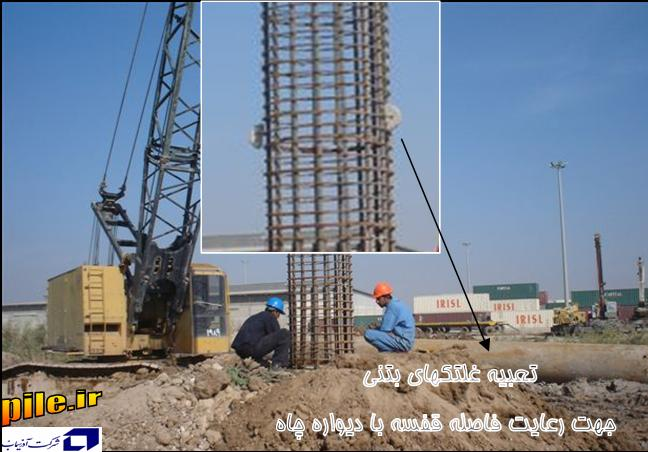 IRISL
IRISL
IRISL
تعبیه غلتکهای بتنی
جهت رعایت فاصله قفسه با دیواره چاه
pile.ir